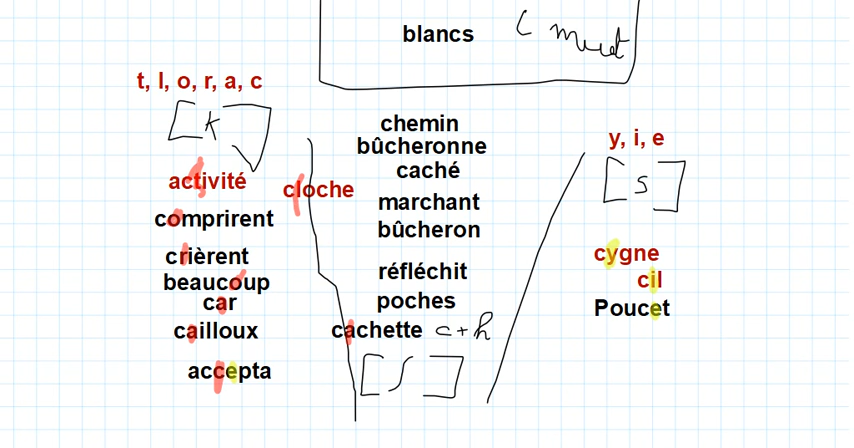 blancs c muet
t, l, o, r, a, c
[k]
activité
cloche
comprirent
crièrent
beaucoup
car
cailloux
accepta
chemin
bûcheronne
caché
marchant
bûcheron
réfléchit
poches
cachette c+h
[ʃ]
y, i, e
[s]
cygne
cil
Poucet